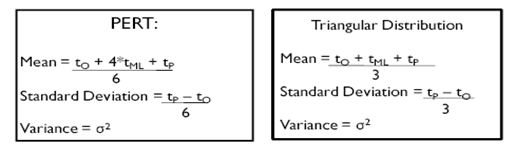 PERT:
Mean = tO + 4*tML + tP
6
Standard Deviation = tP – tO
6
Variance = σ²
Triangular Distribution
Mean = tO + tML + tP
3
Standard Deviation = tP – tO
3
Variance = σ²